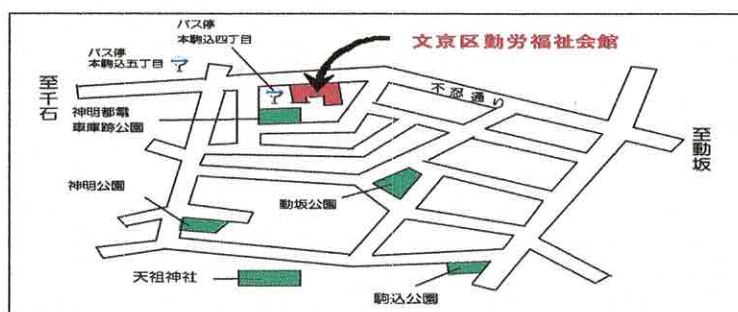 バス停
本駒込四丁目
文京区勤労福祉会館
バス停
本駒込五丁目
至千石
不忍通り
神明都電
車庫跡公園
至動坂
神明公園
動坂公園
天祖神社
駒込公園